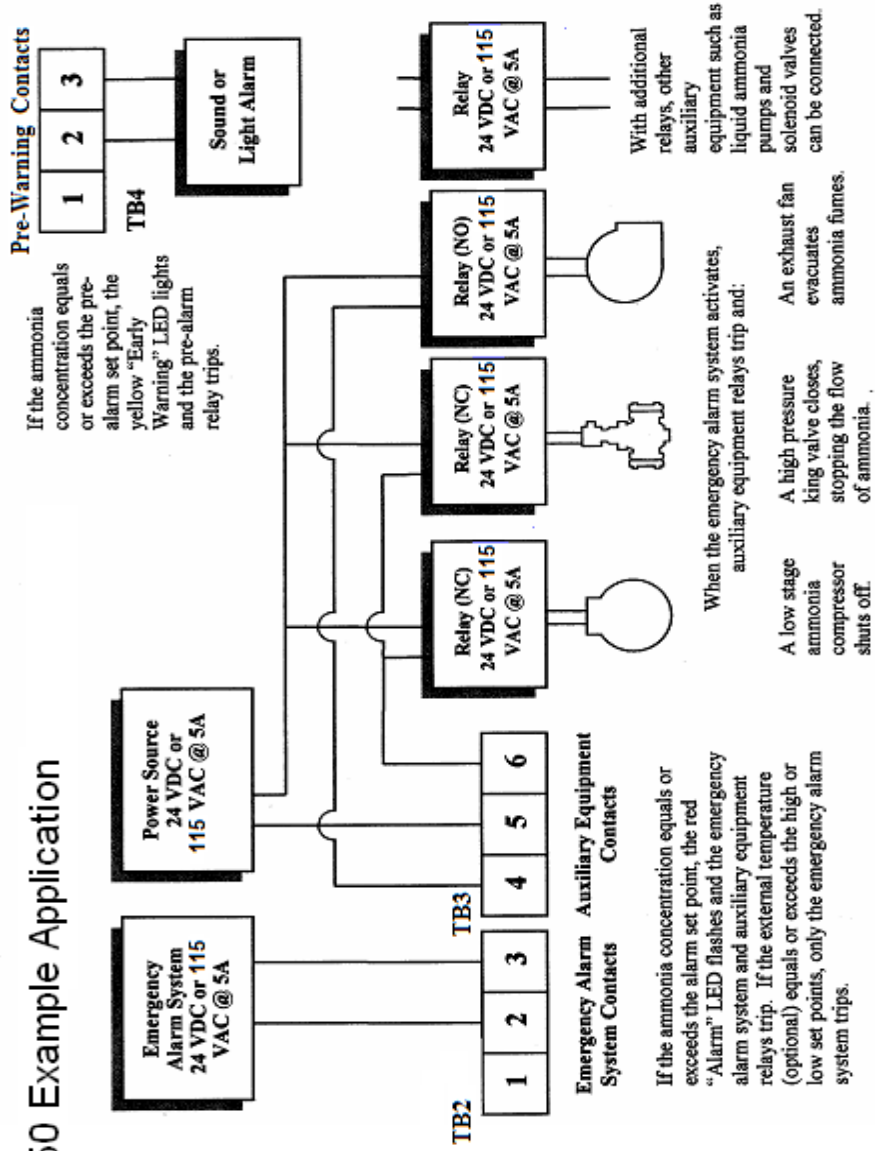 50 Example Application
Emergency
Alarm System
24 VDC or 115
VAC @ 5A
Power Source
24 VDC or
115 VAC @ 5A
If the ammonia
concentration equals
or exceeds the pre-
alarm set point, the
yellow “Early
Warning” LED lights
and the pre-alarm
relay trips.
Pre-Warning Contacts
1 2 3
TB4
Sound or
Light Alarm
TB2
1 2 3
Emergency Alarm
System Contacts
TB3
4 5 6
Auxiliary Equipment
Contacts
Relay (NC)
24 VDC or 115
VAC @ 5A
Relay (NC)
24 VDC or 115
VAC @ 5A
Relay (NO)
24 VDC or 115
VAC @ 5A
Relay
24 VDC or 115
VAC @ 5A
If the ammonia concentration equals or
exceeds the alarm set point, the red
“Alarm” LED flashes and the emergency
alarm system and auxiliary equipment
relays trip. If the external temperature
(optional) equals or exceeds the high or
low set points, only the emergency alarm
system trips.
When the emergency alarm system activates,
auxiliary equipment relays trip and:
A low stage
ammonia
compressor
shuts off.
A high pressure
king valve closes,
stopping the flow
of ammonia.
An exhaust fan
evacuates
ammonia fumes.
With additional
relays, other
auxiliary
equipment such as
liquid ammonia
pumps and
solenoid valves
can be connected.